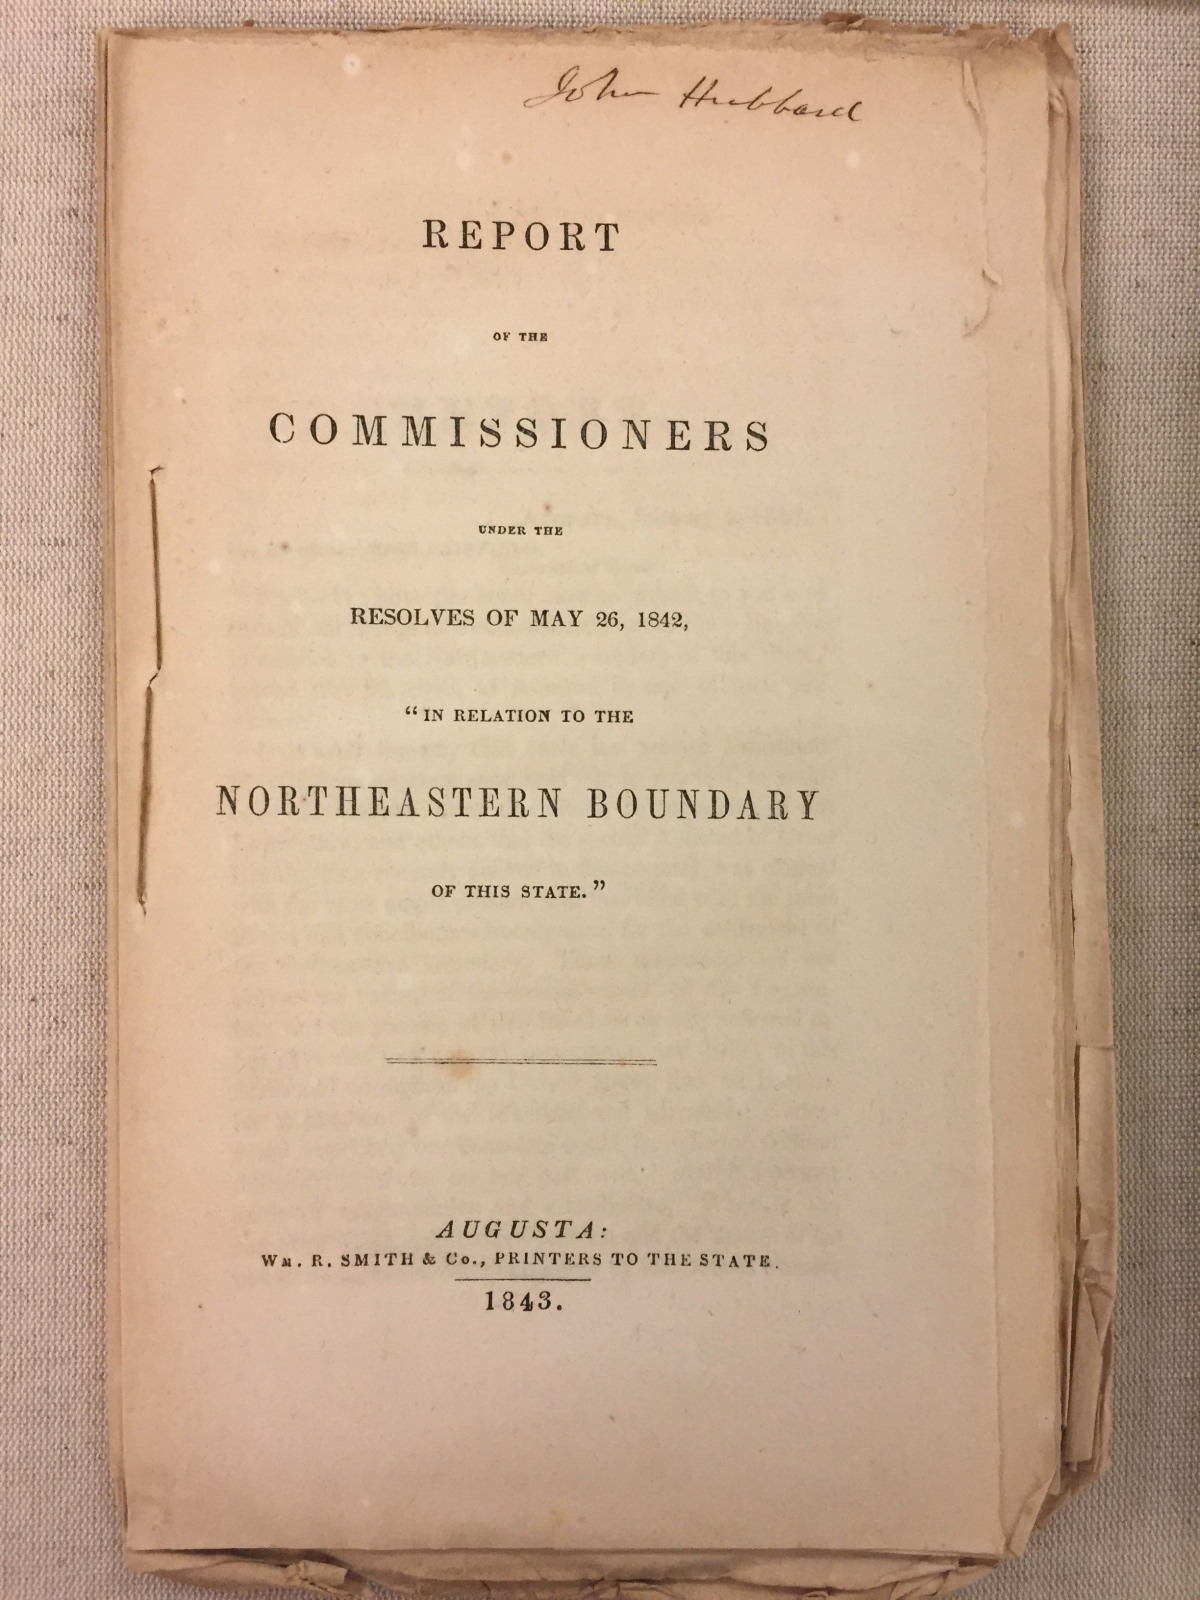 John Hubbard
REPORT
OF THE
COMMISSIONERS
UNDER THE
RESOLVES OF MAY 26, 1842,
“IN RELATION TO THE
NORTHEASTERN BOUNDARY
OF THIS STATE.”
AUGUSTA:
WM. R. SMITH & Co., PRINTERS TO THE STATE.
1843.